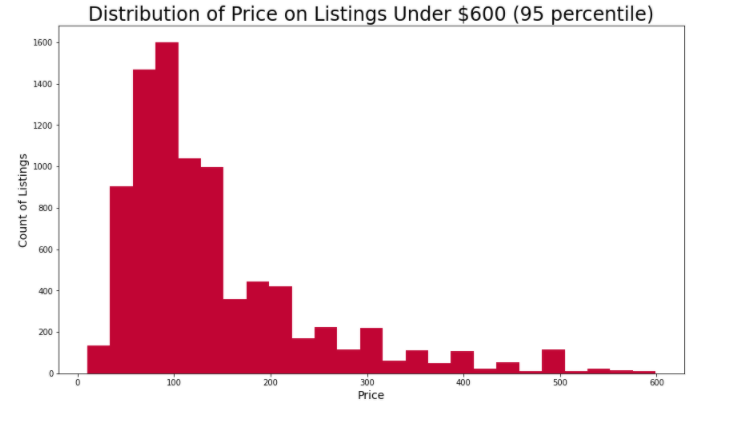 Distribution of Price on Listings Under $600 (95 percentile)
1600
1400
1200
1000
800
600
400
200
0
Count of Listings
0 100 200 300 400 500 600
Price